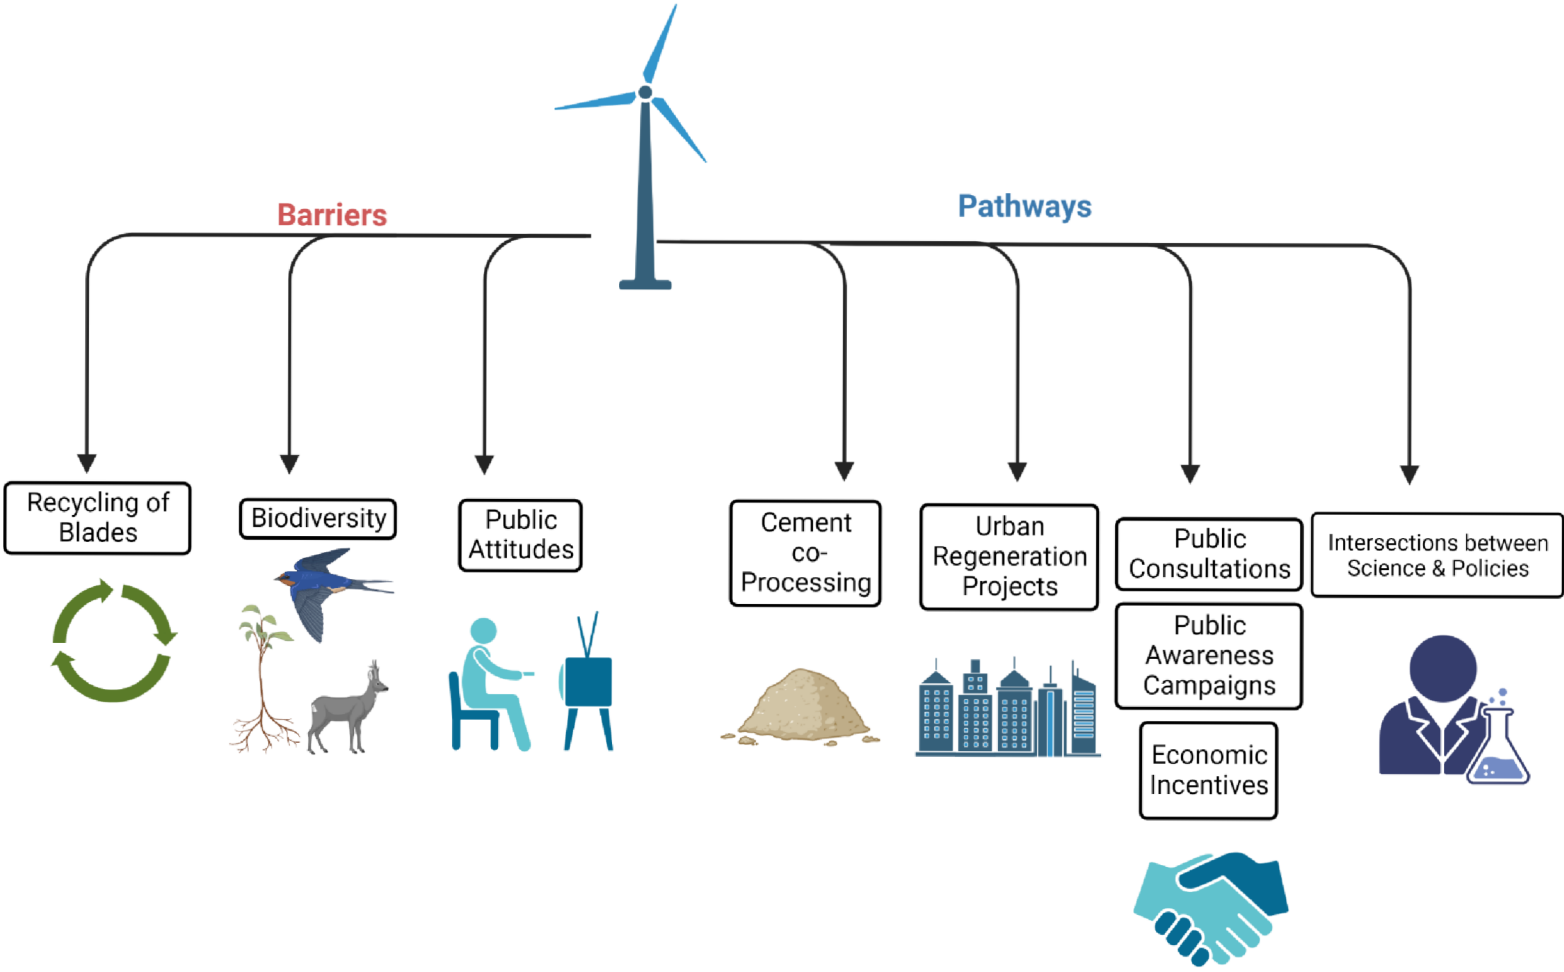 Barriers
Pathways
Recycling of
Blades
Biodiversity
Public
Attitudes
Cement
co-
Processing
Urban
Regeneration
Projects
Public
Consultations
Public
Awareness
Campaigns
Economic
Incentives
Intersections between
Science & Policies